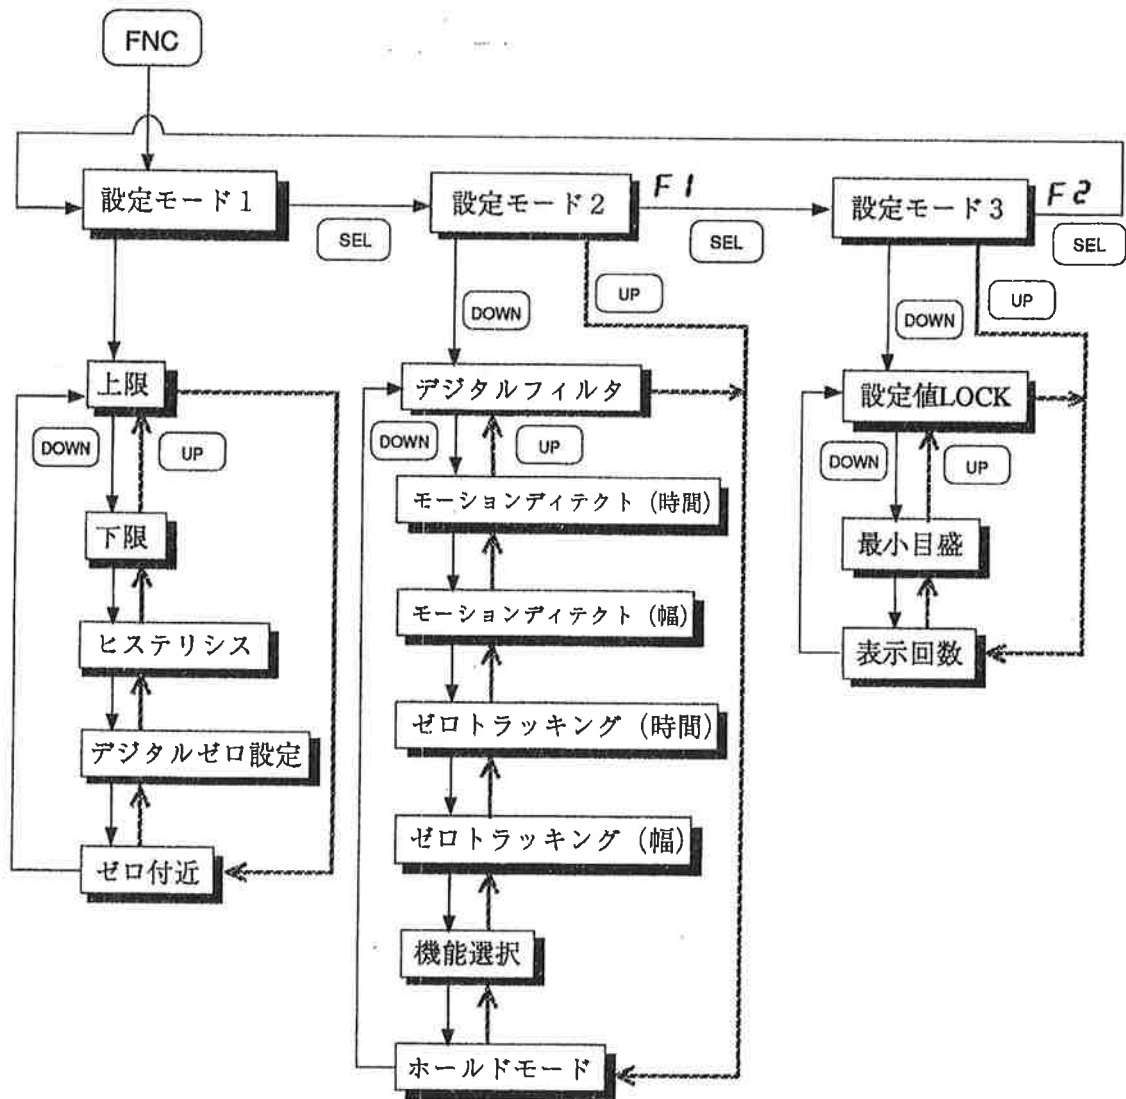 FNC
設定モード1
SEL
設定モード2
F1
SEL
設定モード3
F2
SEL
DOWN
UP
DOWN
UP
上限
DOWN
UP
下限
ヒステリシス
デジタルゼロ設定
ゼロ付近
デジタルフィルタ
DOWN
UP
モーションディテクト(時間)
モーションディテクト(幅)
ゼロトラッキング(時間)
ゼロトラッキング(幅)
機能選択
ホールドモード
設定値LOCK
DOWN
UP
最小目盛
表示回数